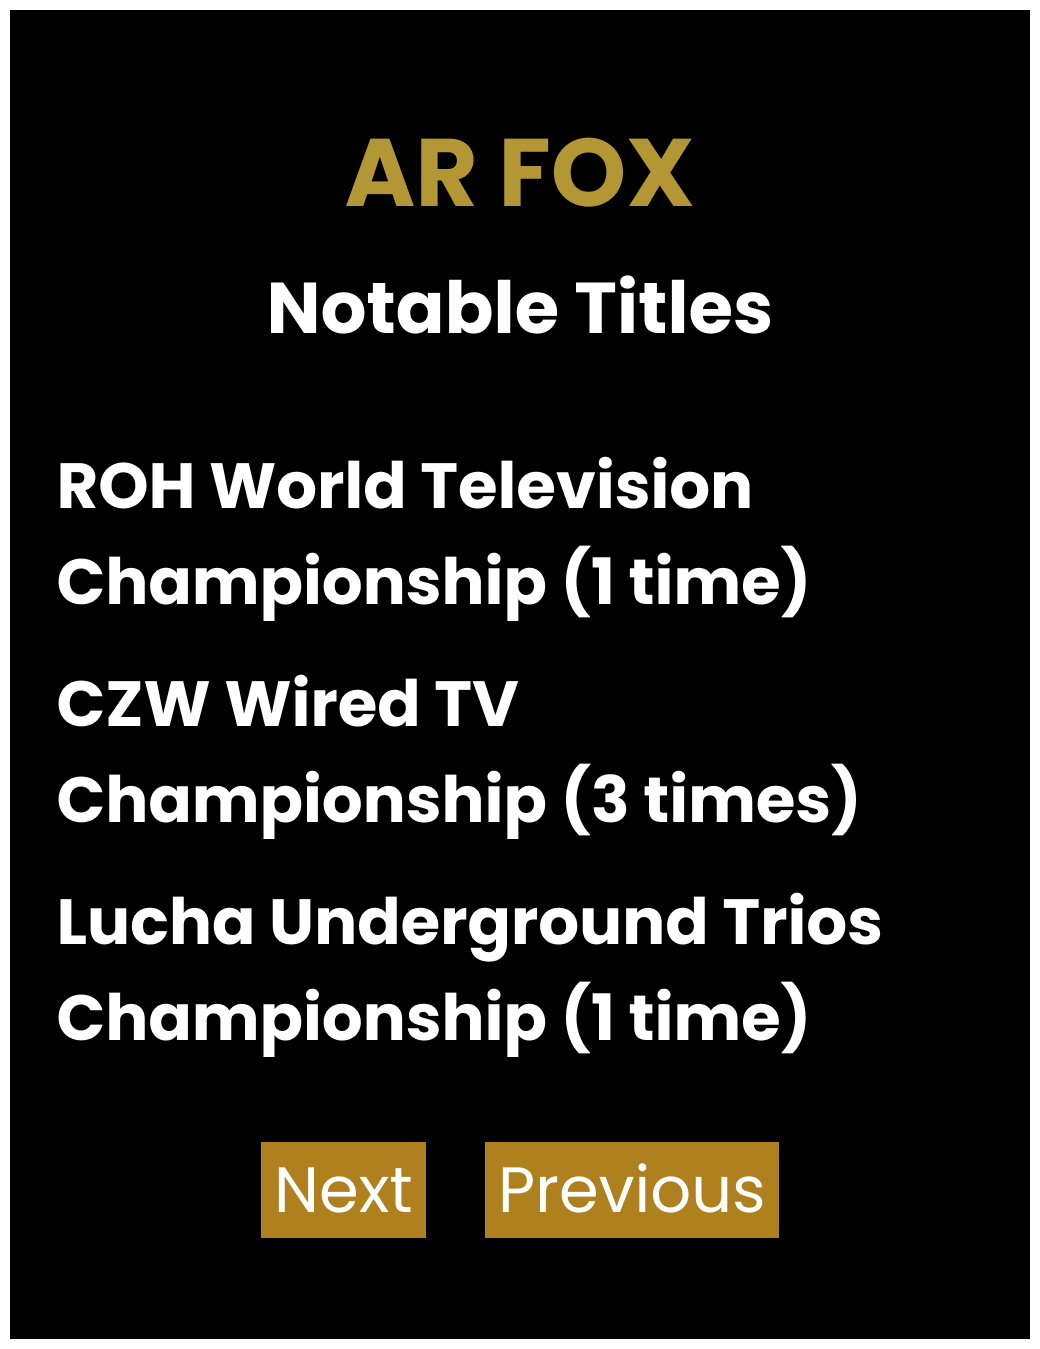 AR FOX
Notable Titles
ROH World Television
Championship (1 time)
CZW Wired TV
Championship (3 times)
Lucha Underground Trios
Championship (1 time)
Next Previous